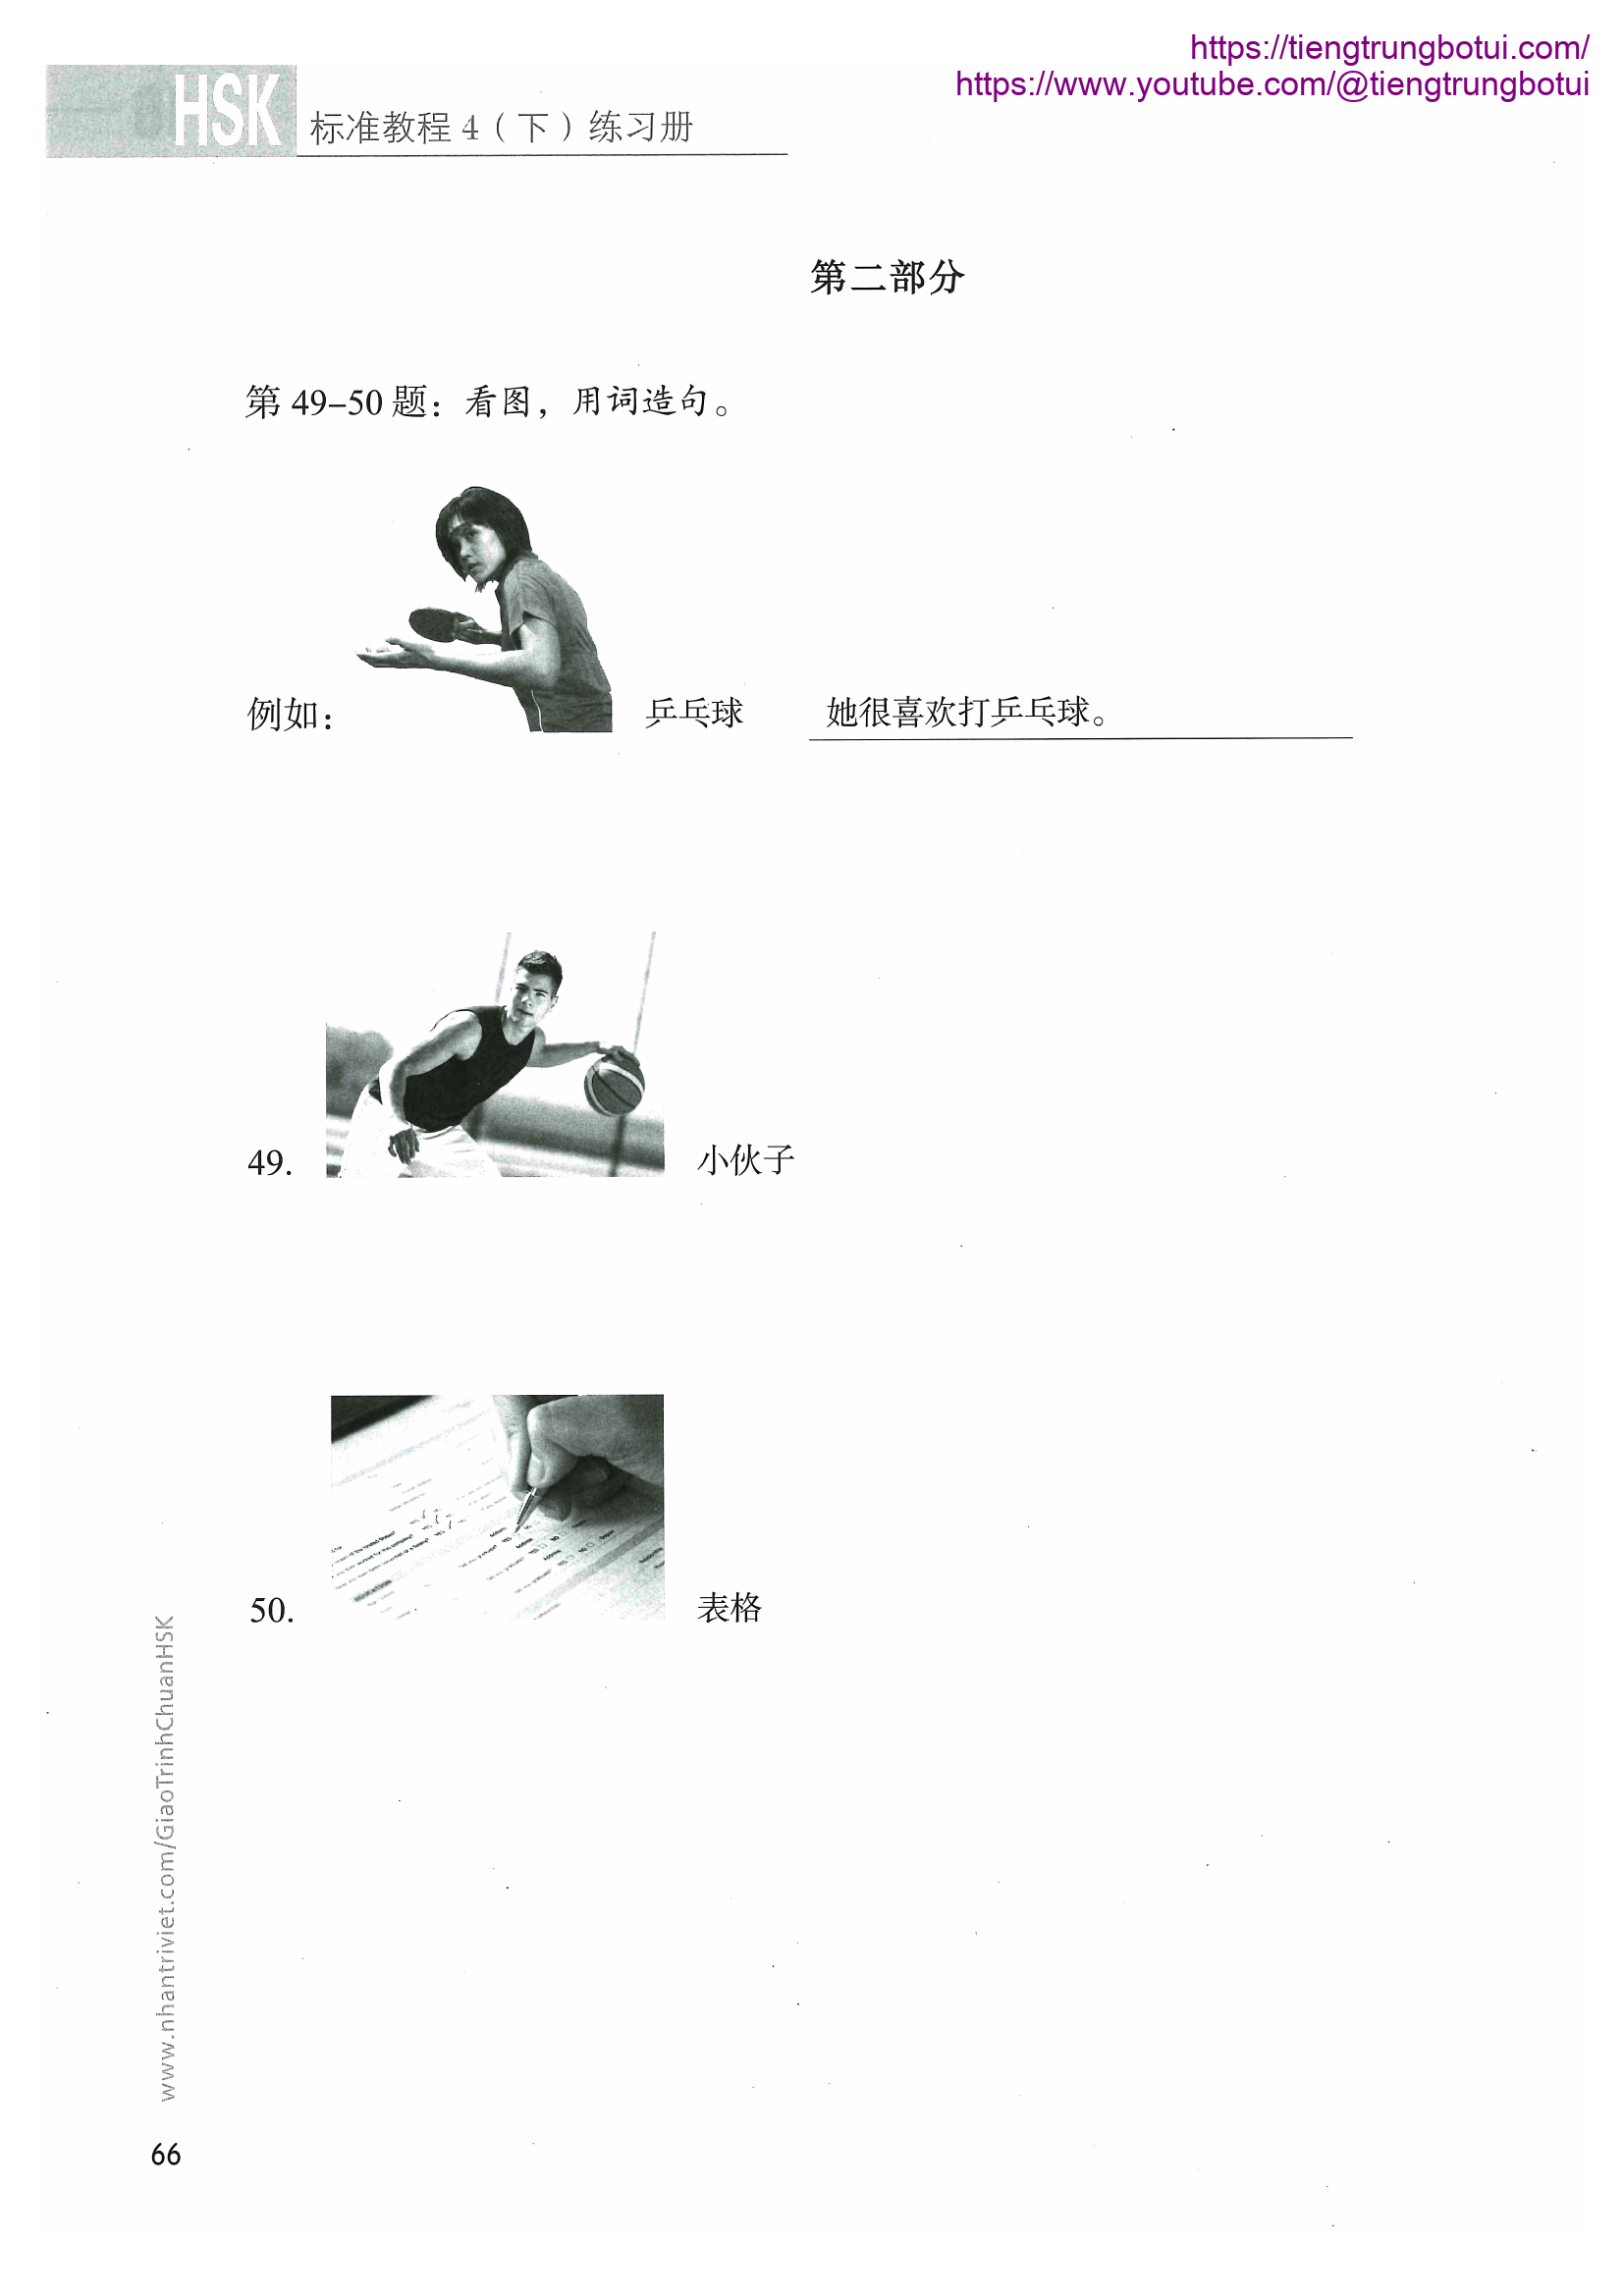 https://tiengtrungbotui.com/
https://www.youtube.com/@tiengtrungbotui
HSK 标准教程 4（下）练习册
第二部分
第 49–50 题：看图，用词造句。
例如： 乒乓球 她很喜欢打乒乓球。
49. 小伙子
50. 表格
www.nhantriviet.com/GiaoTrinhChuanHSK
66